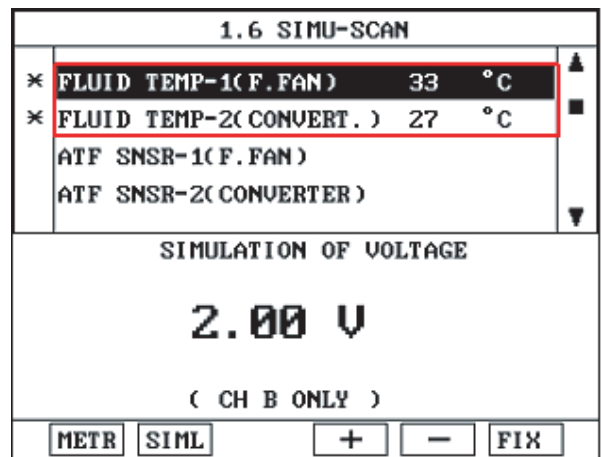 1.6 SIMU-SCAN
* FLUID TEMP-1(F.FAN) 33 °C
* FLUID TEMP-2(CONVERT.) 27 °C
ATF SNSR-1(F.FAN)
ATF SNSR-2(CONVERTER)
SIMULATION OF VOLTAGE
2.00 V
( CH B ONLY )
METR SIML + - FIX